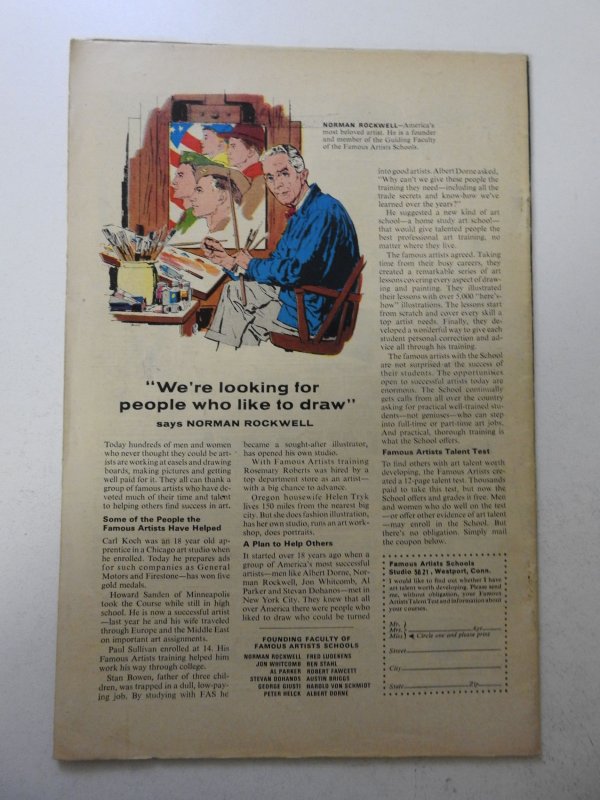 NORMAN ROCKWELL—America's
most beloved artist. He is a founder
and member of the Guiding Faculty
of the Famous Artists Schools.
"We're looking for
people who like to draw"
says NORMAN ROCKWELL
Today hundreds of men and women
who never thought they could be art-
ists are working at easels and drawing
boards, making pictures and getting
well paid for it. They all can thank a
group of famous artists who have de-
voted much of their time and talent
to helping others find success in art.
Some of the People the
Famous Artists Have Helped
Carl Koch was an 18 year old ap-
prentice in a Chicago art studio when
he enrolled. Today he prepares ads
for such companies as General
Motors and Firestone—has won five
gold medals.
Howard Sanden of Minneapolis
took the Course while still in high
school. He is now a successful artist
—last year he and his wife traveled
through Europe and the Middle East
on important art assignments.
Paul Sullivan enrolled at 14. His
Famous Artists training helped him
work his way through college.
Stan Bowen, father of three chil-
dren, was trapped in a dull, low-pay-
ing job. By studying with FAS he
became a sought-after illustrator,
has opened his own studio.
With Famous Artists training
Rosemary Roberts was hired by a
top department store as an artist—
with a big chance to advance.
Oregon housewife Helen Tryk
lives 150 miles from the nearest big
city. But she does fashion illustration,
has her own studio, runs an art work-
shop, does portraits.
A Plan to Help Others
It started over 18 years ago when a
group of America's most successful
artists—men like Albert Dorne, Nor-
man Rockwell, Jon Whitcomb, Al
Parker and Stevan Dohanos—met in
New York City. They knew that all
over America there were people who
liked to draw who could be turned
FOUNDING FACULTY OF
FAMOUS ARTISTS SCHOOLS
NORMAN ROCKWELL FRED LUDEKENS
JON WHITCOMB BEN STAHL
AL PARKER ROBERT FAWCETT
STEVAN DOHANOS AUSTIN BRIGGS
GEORGE GIUSTI HAROLD VON SCHMIDT
PETER HELCK ALBERT DORNE
into good artists. Albert Dorne asked,
"Why can't we give these people the
training they need—including all the
trade secrets and know-how we've
learned over the years?"
He suggested a new kind of art
school—a home study art school—
that would give talented people the
best professional art training, no
matter where they live.
The famous artists agreed. Taking
time from their busy careers, they
created a remarkable series of art
lessons covering every aspect of draw-
ing and painting. They illustrated
their lessons with over 5,000 "here's-
how" illustrations. The lessons start
from scratch and cover every skill a
top artist needs. Finally, they de-
veloped a wonderful way to give each
student personal correction and ad-
vice all through his training.
The famous artists with the School
are not surprised at the success of
their students. The opportunities
open to successful artists today are
enormous. The School continually
gets calls from all over the country
asking for practical well-trained stu-
dents—not geniuses—who can step
into full-time or part-time art jobs.
And practical, thorough training is
what the School offers.
Famous Artists Talent Test
To find others with art talent worth
developing, the Famous Artists cre-
ated a 12-page talent test. Thousands
paid to take this test, but now the
School offers and grades it free. Men
and women who do well on the test
—or offer other evidence of art talent
—may enroll in the School. But
there's no obligation. Simply mail
the coupon below.
Famous Artists Schools
Studio 5621, Westport, Conn.
I would like to find out whether I have
art talent worth developing. Please send
me, without obligation, your Famous
Artists Talent Test and information about
your courses.
Mr.
Mrs. Age
Miss Circle one and please print
Street
City
State Zip